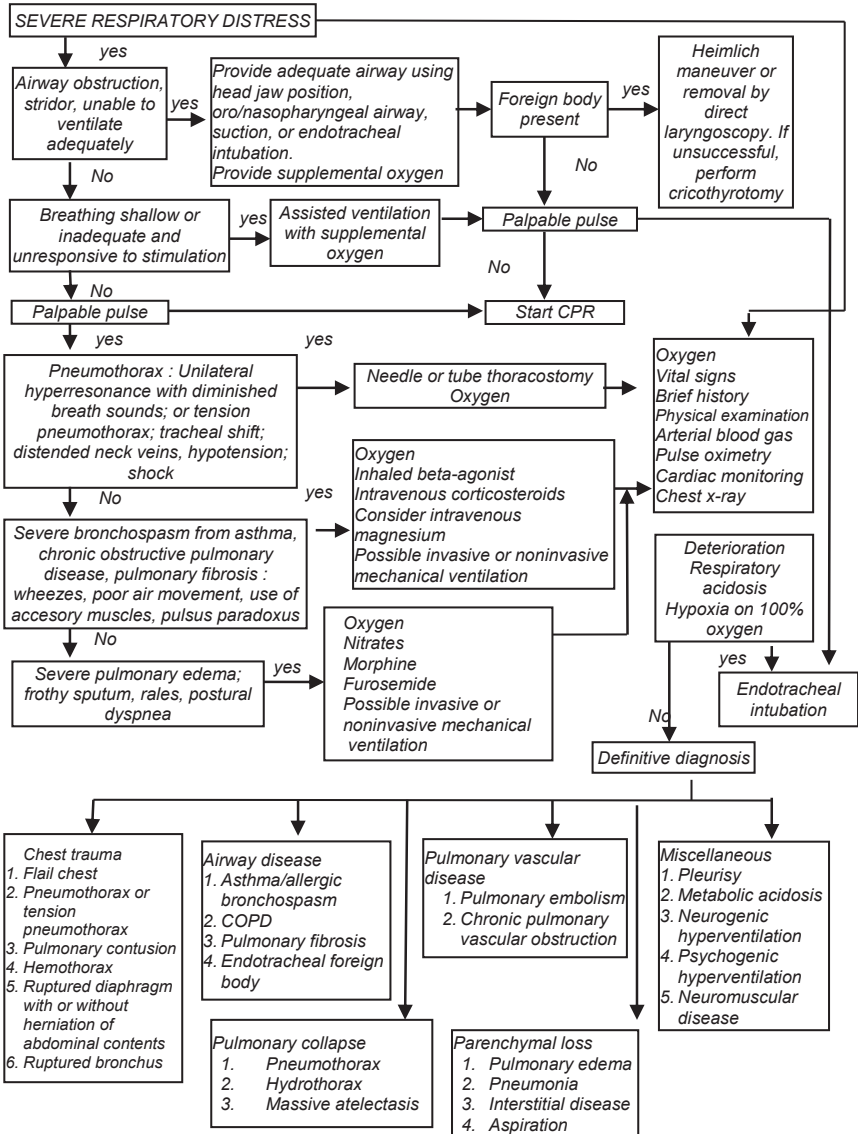 SEVERE RESPIRATORY DISTRESS
yes
Airway obstruction,
stridor, unable to
ventilate adequately
yes
Provide adequate airway using
head jaw position,
oro/nasopharyngeal airway,
suction, or endotracheal
intubation.
Provide supplemental oxygen
Foreign body
present
yes
Heimlich
maneuver or
removal by
direct
laryngoscopy. If
unsuccessful,
perform
cricothyrotomy
No
No
Breathing shallow or
inadequate and
unresponsive to stimulation
yes
Assisted ventilation
with supplemental
oxygen
Palpable pulse
No
No
Palpable pulse
Start CPR
yes
Pneumothorax : Unilateral
hyperresonance with diminished
breath sounds; or tension
pneumothorax; tracheal shift;
distended neck veins, hypotension;
shock
yes
Needle or tube thoracostomy
Oxygen
Oxygen
Vital signs
Brief history
Physical examination
Arterial blood gas
Pulse oximetry
Cardiac monitoring
Chest x-ray
No
Severe bronchospasm from asthma,
chronic obstructive pulmonary
disease, pulmonary fibrosis :
wheezes, poor air movement, use of
accesory muscles, pulsus paradoxus
yes
Oxygen
Inhaled beta-agonist
Intravenous corticosteroids
Consider intravenous
magnesium
Possible invasive or noninvasive
mechanical ventilation
Deterioration
Respiratory
acidosis
Hypoxia on 100%
oxygen
No
Severe pulmonary edema;
frothy sputum, rales, postural
dyspnea
yes
Oxygen
Nitrates
Morphine
Furosemide
Possible invasive or
noninvasive mechanical
ventilation
yes
Endotracheal
intubation
No
Definitive diagnosis
Chest trauma
1. Flail chest
2. Pneumothorax or
tension
pneumothorax
3. Pulmonary contusion
4. Hemothorax
5. Ruptured diaphragm
with or without
herniation of
abdominal contents
6. Ruptured bronchus
Airway disease
1. Asthma/allergic
bronchospasm
2. COPD
3. Pulmonary fibrosis
4. Endotracheal foreign
body
Pulmonary vascular
disease
1. Pulmonary embolism
2. Chronic pulmonary
vascular obstruction
Miscellaneous
1. Pleurisy
2. Metabolic acidosis
3. Neurogenic
hyperventilation
4. Psychogenic
hyperventilation
5. Neuromuscular
disease
Pulmonary collapse
1. Pneumothorax
2. Hydrothorax
3. Massive atelectasis
Parenchymal loss
1. Pulmonary edema
2. Pneumonia
3. Interstitial disease
4. Aspiration